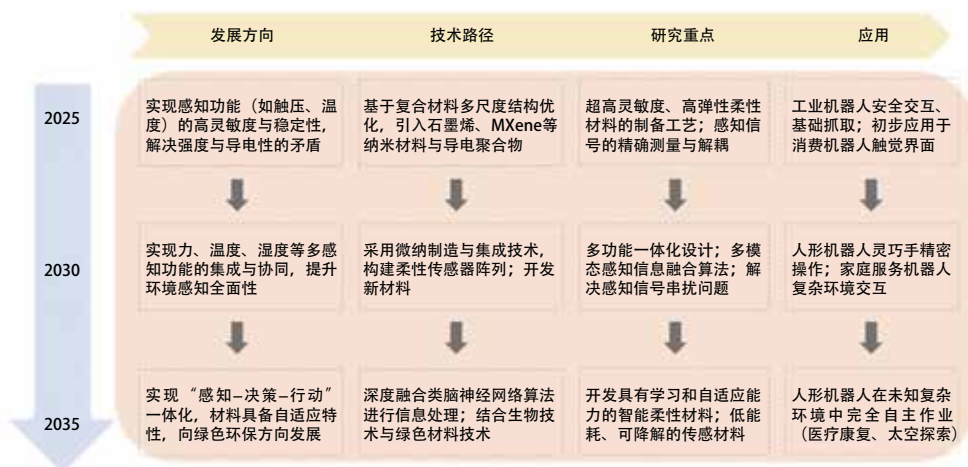 发展方向
技术路径
研究重点
应用
2025
实现感知功能（如触压、温
度）的高灵敏度与稳定性，
解决强度与导电性的矛盾
基于复合材料多尺度结构优
化，引入石墨烯、MXene等
纳米材料与导电聚合物
超高灵敏度、高弹性柔性
材料的制备工艺；感知信
号的精确测量与解耦
工业机器人安全交互、
基础抓取；初步应用于
消费机器人触觉界面
2030
实现力、温度、湿度等多感
知功能的集成与协同，提升
环境感知全面性
采用微纳制造与集成技术，
构建柔性传感器阵列；开发
新材料
多功能一体化设计；多模
态感知信息融合算法；解
决感知信号串扰问题
人形机器人灵巧手精密
操作；家庭服务机器人
复杂环境交互
2035
实现“感知–决策–行动”
一体化，材料具备自适应特
性，向绿色环保方向发展
深度融合类脑神经网络算法
进行信息处理；结合生物技
术与绿色材料技术
开发具有学习和自适应能
力的智能柔性材料；低能
耗、可降解的传感材料
人形机器人在未知复杂
环境中完全自主作业
（医疗康复、太空探索）